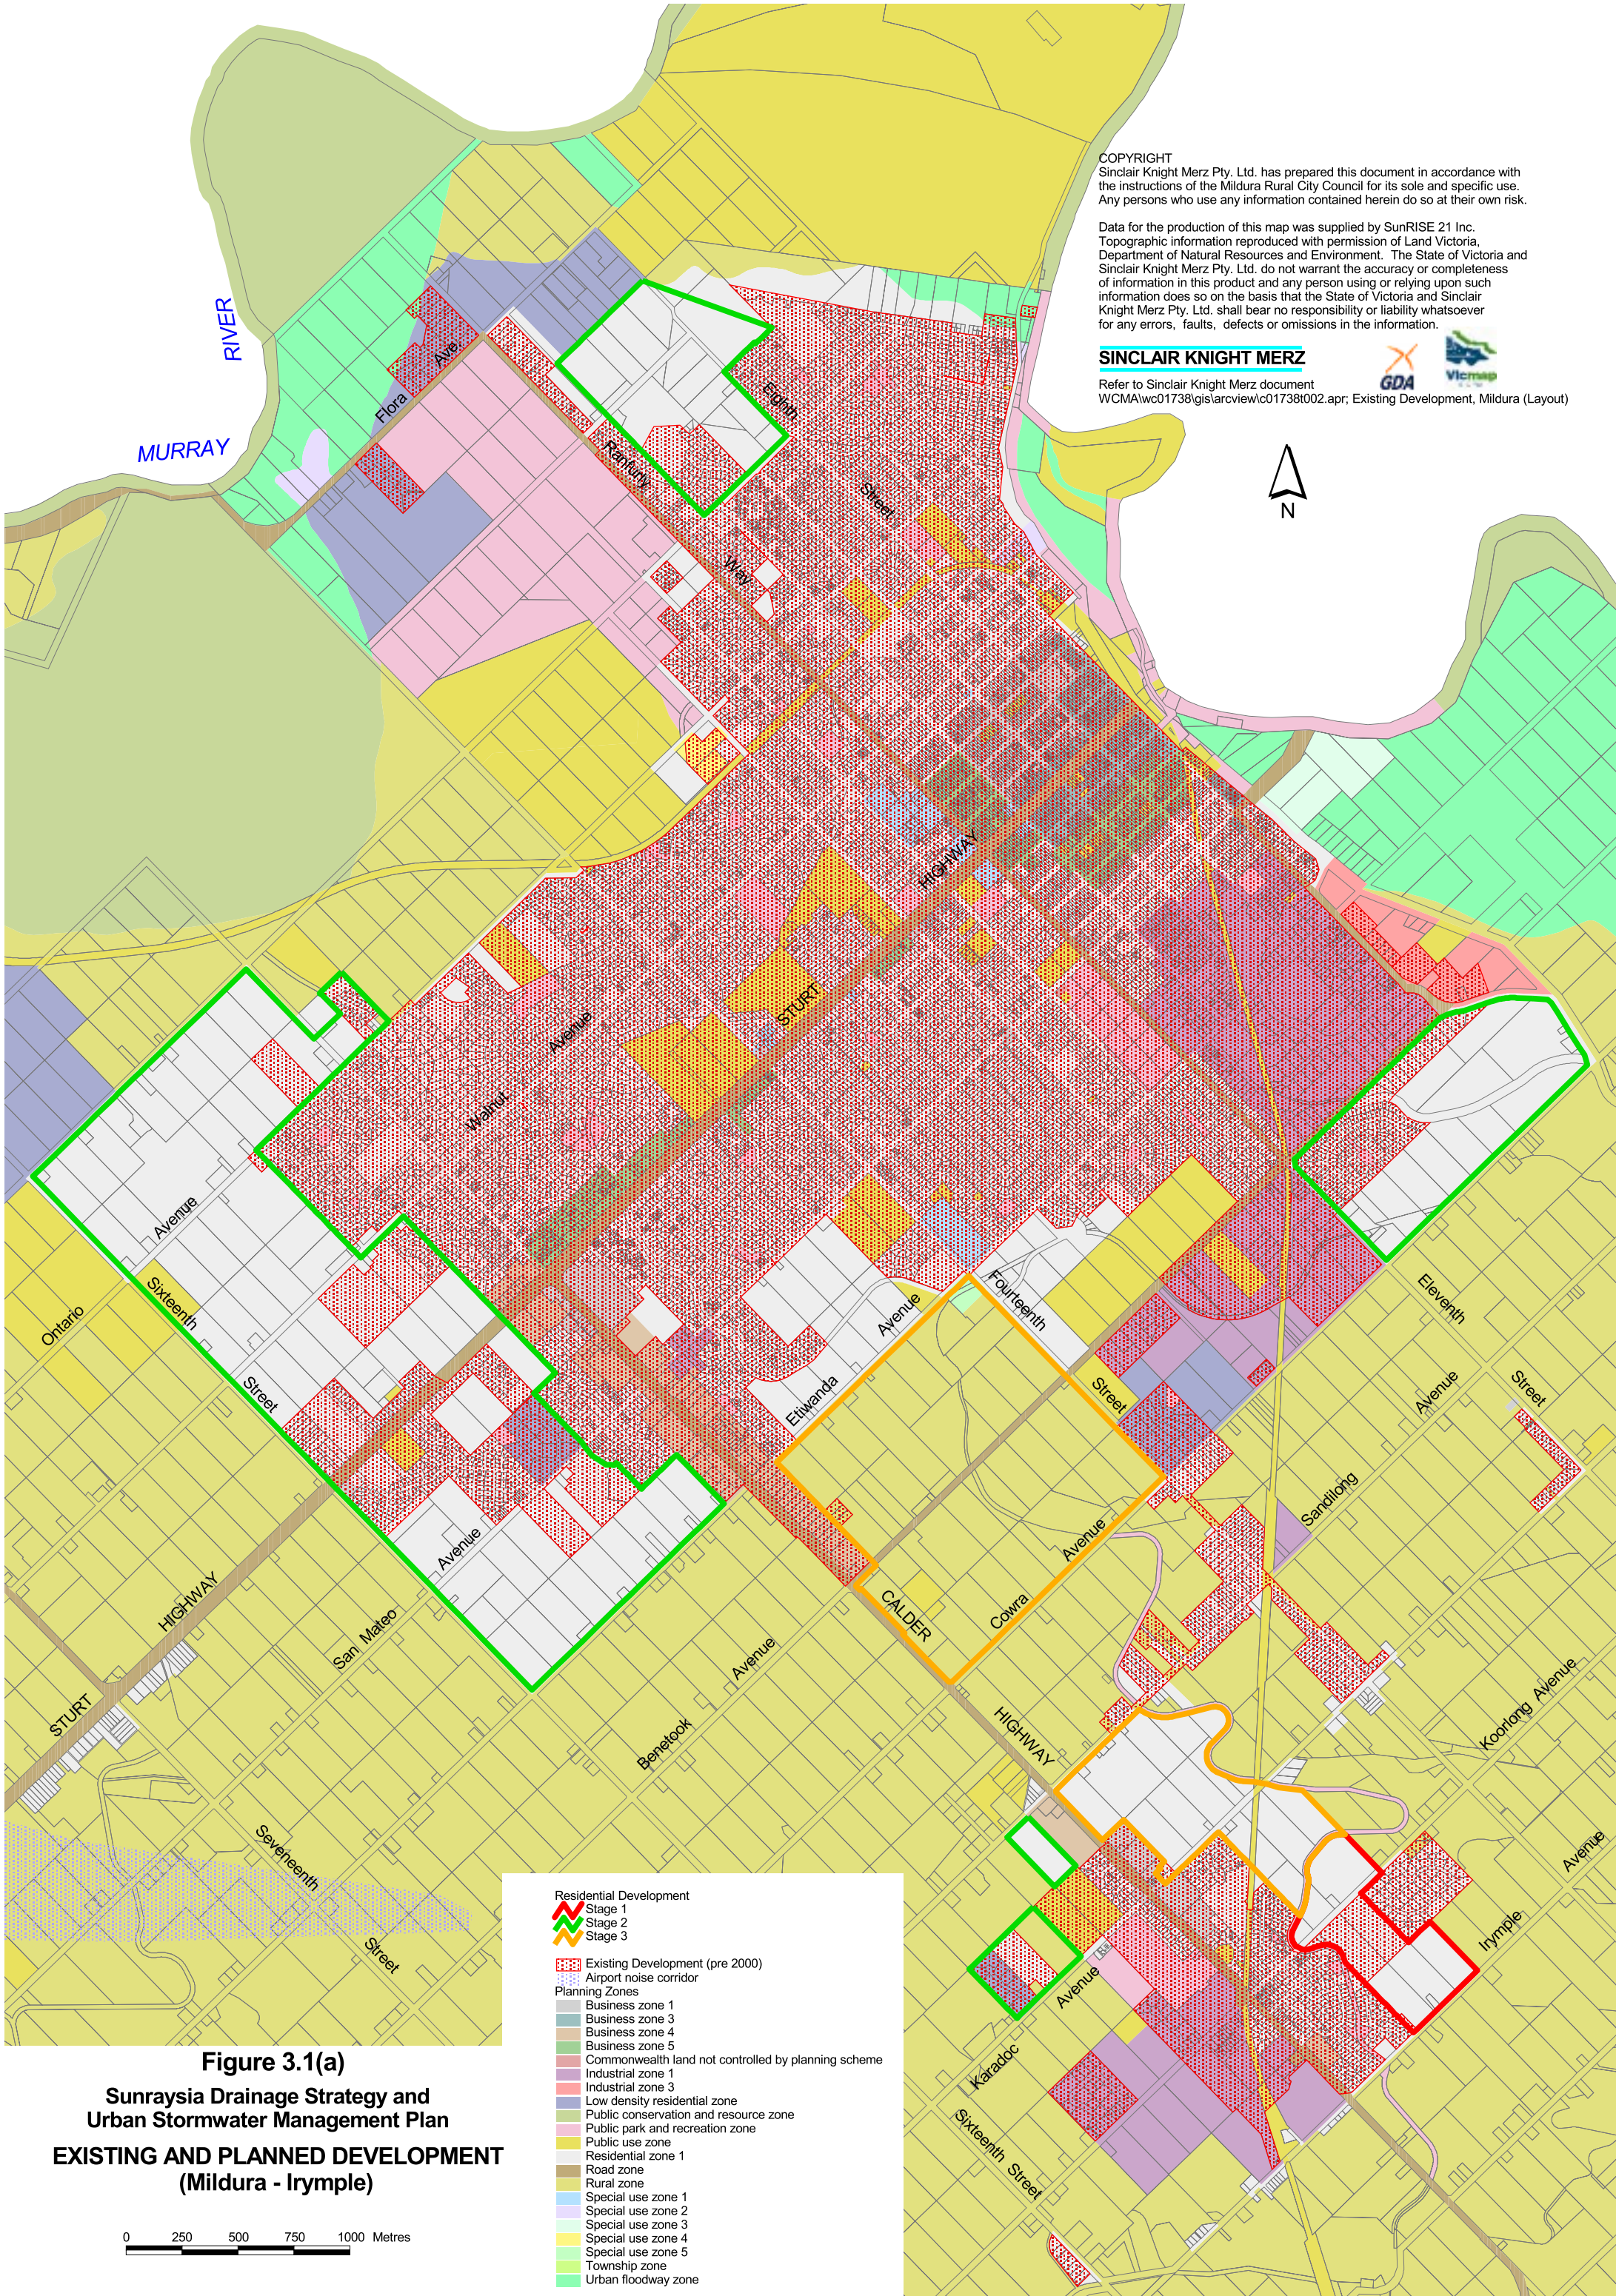 COPYRIGHT
Sinclair Knight Merz Pty. Ltd. has prepared this document in accordance with
the instructions of the Mildura Rural City Council for its sole and specific use.
Any persons who use any information contained herein do so at their own risk.
Data for the production of this map was supplied by SunRISE 21 Inc.
Topographic information reproduced with permission of Land Victoria,
Department of Natural Resources and Environment. The State of Victoria and
Sinclair Knight Merz Pty. Ltd. do not warrant the accuracy or completeness
of information in this product and any person using or relying upon such
information does so on the basis that the State of Victoria and Sinclair
Knight Merz Pty. Ltd. shall bear no responsibility or liability whatsoever
for any errors, faults, defects or omissions in the information.
SINCLAIR KNIGHT MERZ
GDA
Vicmap
Refer to Sinclair Knight Merz document
WCMA\wc01738\gis\arcview\c01738t002.apr; Existing Development, Mildura (Layout)
N
RIVER
MURRAY
Flora
Ave.
Eighth
Street
Ranfurly
Way
HIGHWAY
STURT
Avenue
Walnut
Avenue
Sixteenth
Ontario
Street
Avenue
Etiwanda
Fourteenth
Street
Eleventh
Street
Avenue
Sandilong
Avenue
Avenue
San Mateo
HIGHWAY
STURT
CALDER
Cowra
Avenue
HIGHWAY
Avenue
Benetook
Koorlong Avenue
Avenue
Irymple
Seveneenth
Street
Avenue
Karadoc
Sixteenth Street
Residential Development
Stage 1
Stage 2
Stage 3
Existing Development (pre 2000)
Airport noise corridor
Planning Zones
Business zone 1
Business zone 3
Business zone 4
Business zone 5
Commonwealth land not controlled by planning scheme
Industrial zone 1
Industrial zone 3
Low density residential zone
Public conservation and resource zone
Public park and recreation zone
Public use zone
Residential zone 1
Road zone
Rural zone
Special use zone 1
Special use zone 2
Special use zone 3
Special use zone 4
Special use zone 5
Township zone
Urban floodway zone
Figure 3.1(a)
Sunraysia Drainage Strategy and
Urban Stormwater Management Plan
EXISTING AND PLANNED DEVELOPMENT
(Mildura - Irymple)
0 250 500 750 1000 Metres